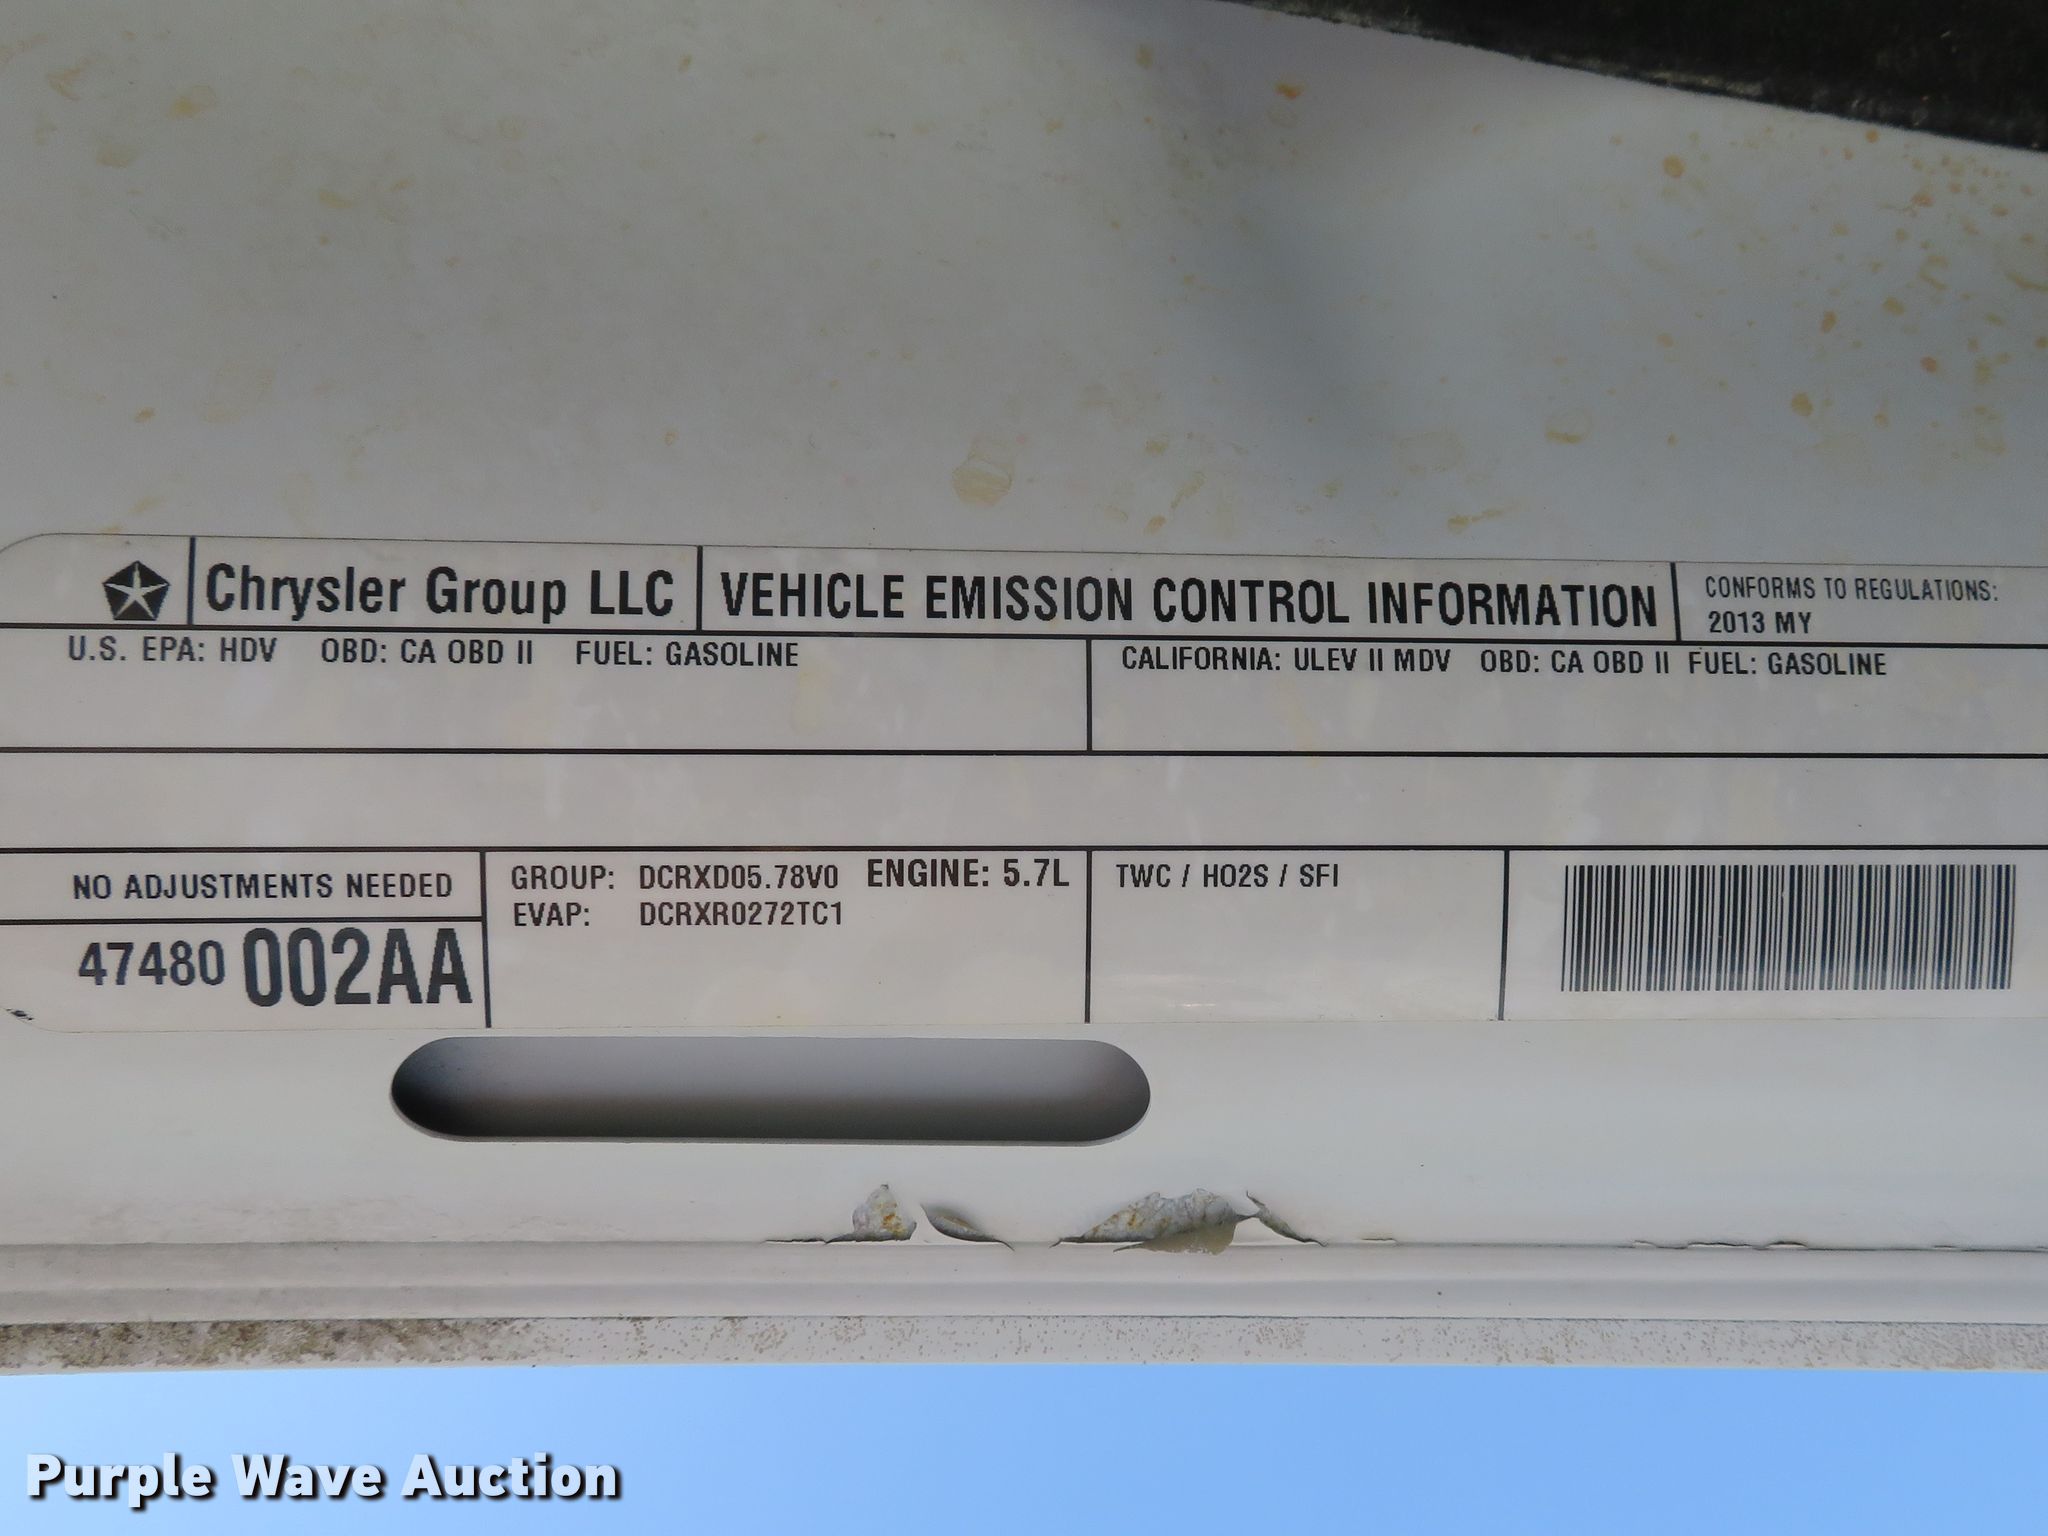 Chrysler Group LLC VEHICLE EMISSION CONTROL INFORMATION CONFORMS TO REGULATIONS:
2013 MY
U.S. EPA: HDV OBD: CA OBD II FUEL: GASOLINE
CALIFORNIA: ULEV II MDV OBD: CA OBD II FUEL: GASOLINE
NO ADJUSTMENTS NEEDED
47480 002AA
GROUP: DCRXD05.78V0 ENGINE: 5.7L
EVAP: DCRXR0272TC1
TWC / HO2S / SFI
Purple Wave Auction